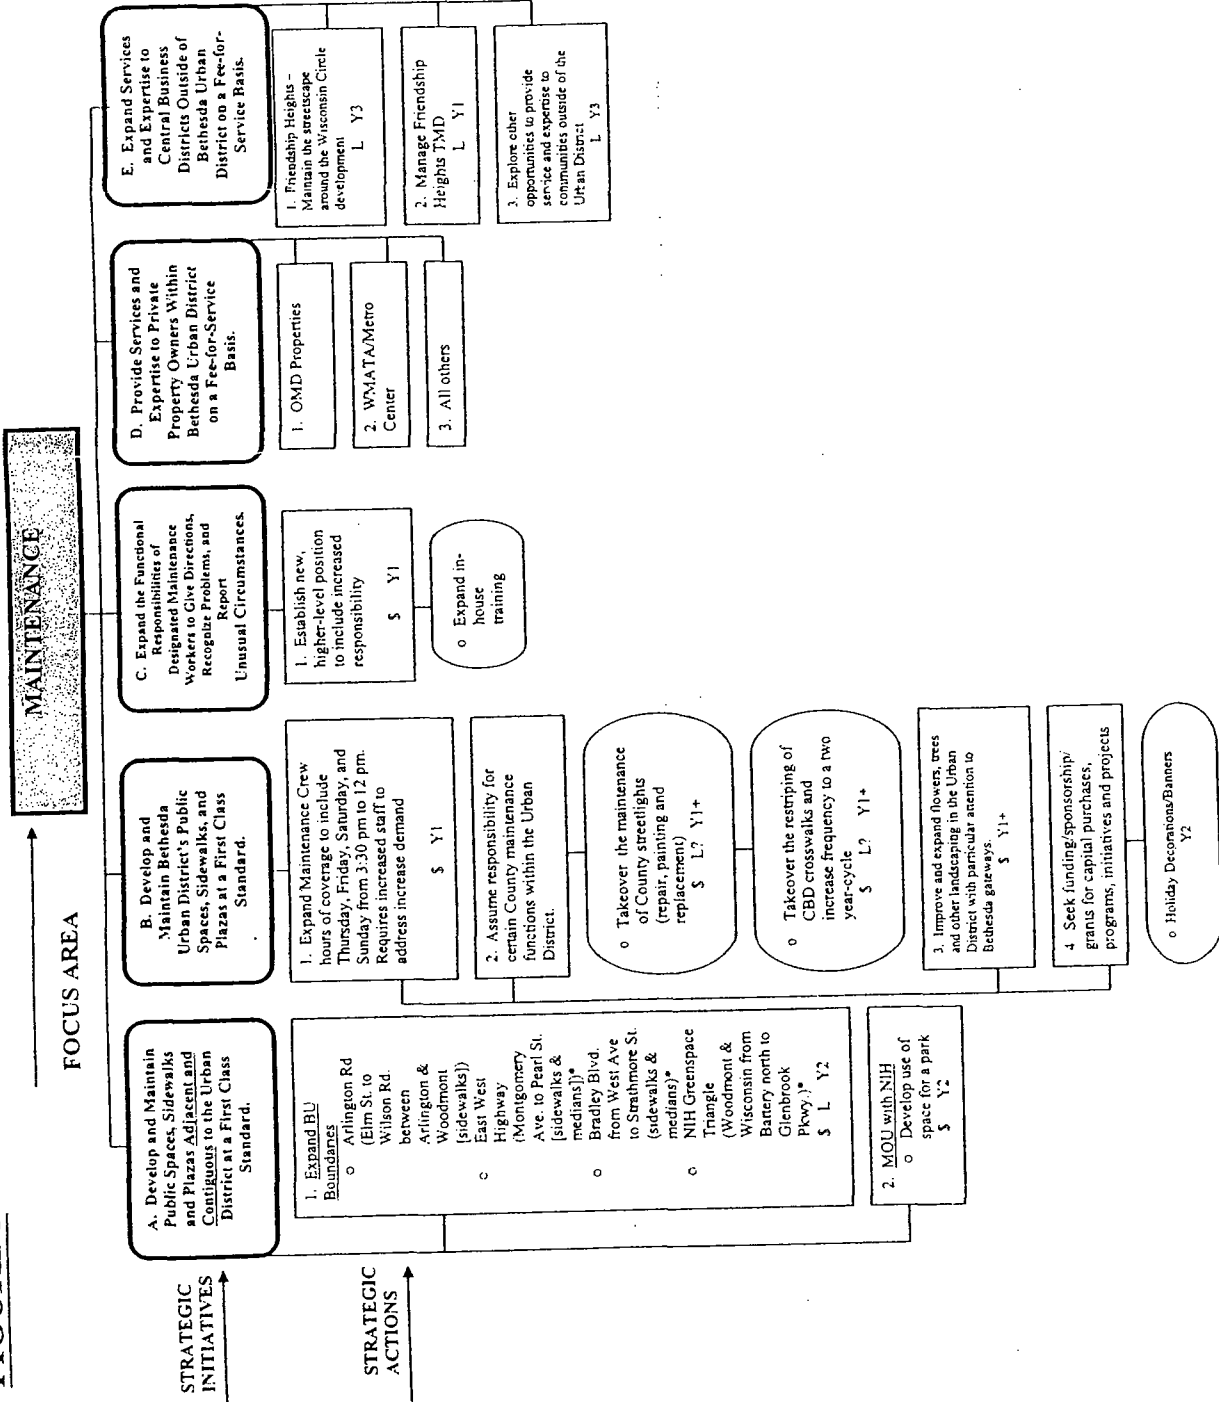 MAINTENANCE
FOCUS AREA
STRATEGIC
INITIATIVES
A. Develop and Maintain
Public Spaces, Sidewalks
and Plazas Adjacent and
Contiguous to the Urban
District at a First Class
Standard.
B. Develop and
Maintain Bethesda
Urban District's Public
Spaces, Sidewalks, and
Plazas at a First Class
Standard.
C. Expand the Functional
Responsibilities of
Designated Maintenance
Workers to Give Directions,
Recognize Problems, and
Report
Unusual Circumstances.
D. Provide Services and
Expertise to Private
Property Owners Within
Bethesda Urban District
on a Fee-for-Service
Basis.
E. Expand Services
and Expertise to
Central Business
Districts Outside of
Bethesda Urban
District on a Fee-for-
Service Basis.
STRATEGIC
ACTIONS
1. Expand BU
Boundaries
o Arlington Rd
(Elm St. to
Wilson Rd.
between
Arlington &
Woodmont
[sidewalks])
o East West
Highway
(Montgomery
Ave. to Pearl St.
[sidewalks &
medians])*
o Bradley Blvd.
from West Ave
to Strathmore St.
(sidewalks &
medians)*
o NIH Greenspace
Triangle
(Woodmont &
Wisconsin from
Battery north to
Glenbrook
Pkwy.)*
$ L Y2
2. MOU with NIH
o Develop use of
space for a park
$ Y2
1. Expand Maintenance Crew
hours of coverage to include
Thursday, Friday, Saturday, and
Sunday from 3:30 pm to 12 pm.
Requires increased staff to
address increase demand
$ Y1
2. Assume responsibility for
certain County maintenance
functions within the Urban
District.
o Takeover the maintenance
of County streetlights
(repair, painting and
replacement)
$ L? Y1+
o Takeover the restriping of
CBD crosswalks and
increase frequency to a two
year-cycle
$ L? Y1+
3. Improve and expand flowers, trees
and other landscaping in the Urban
District with particular attention to
Bethesda gateways.
$ Y1+
4 Seek funding/sponsorship/
grants for capital purchases,
programs, initiatives and projects
o Holiday Decorations/Banners
Y2
1. Establish new,
higher-level position
to include increased
responsibility
$ Y1
o Expand in-
house
training
1. OMD Properties
2. WMATA/Metro
Center
3. All others
1. Friendship Heights –
Maintain the streetscape
around the Wisconsin Circle
development
L Y3
2. Manage Friendship
Heights TMD
L Y1
3. Explore other
opportunities to provide
service and expertise to
communities outside of the
Urban District
L Y3